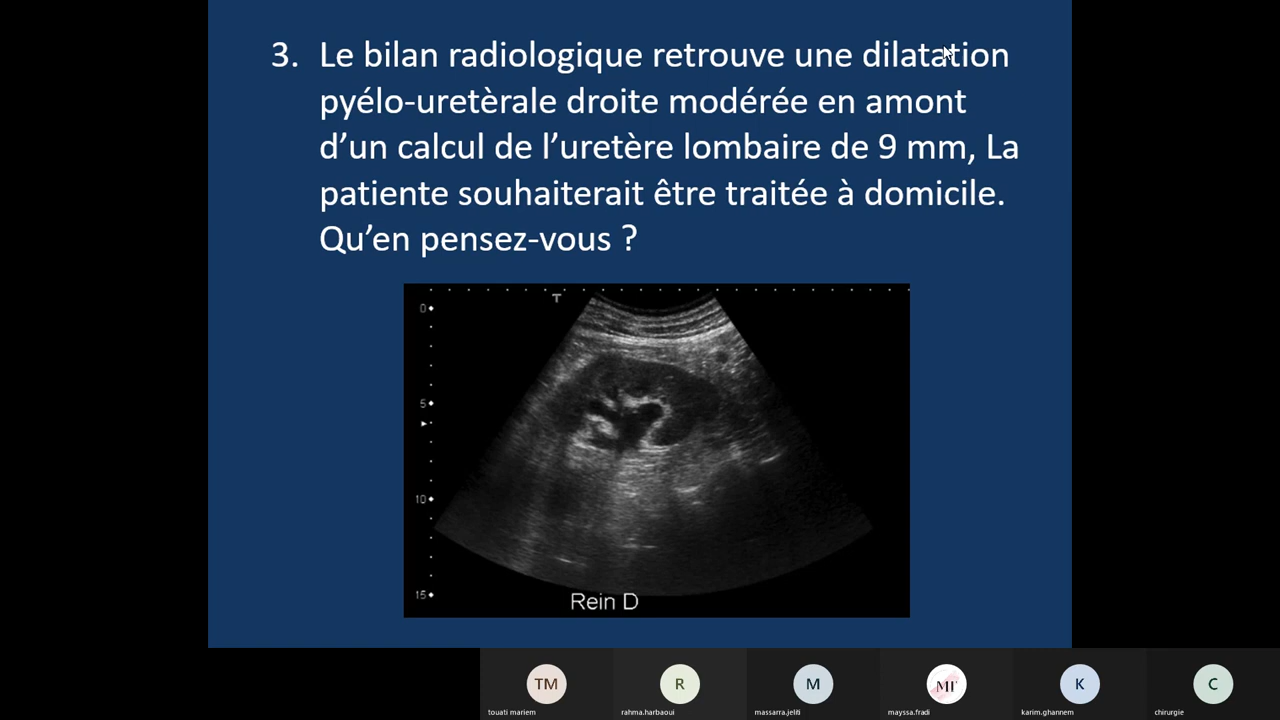 3. Le bilan radiologique retrouve une dilatation
pyélo-uretèrale droite modérée en amont
d’un calcul de l’uretère lombaire de 9 mm, La
patiente souhaiterait être traitée à domicile.
Qu’en pensez-vous ?
T
0
5
10
15
Rein D
TM
R
M
MF
K
C
touati mariem
rahma.harbaoui
massarra.jelifi
mayssa.fradi
karim.ghannem
chirurgie